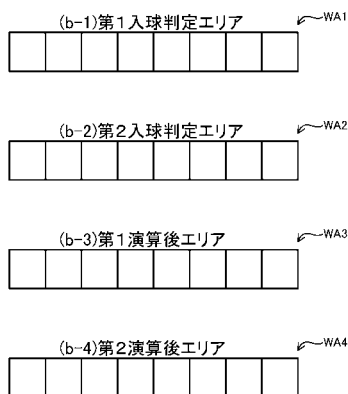 (b-1)第1入球判定エリア
WA1
(b-2)第2入球判定エリア
WA2
(b-3)第1演算後エリア
WA3
(b-4)第2演算後エリア
WA4